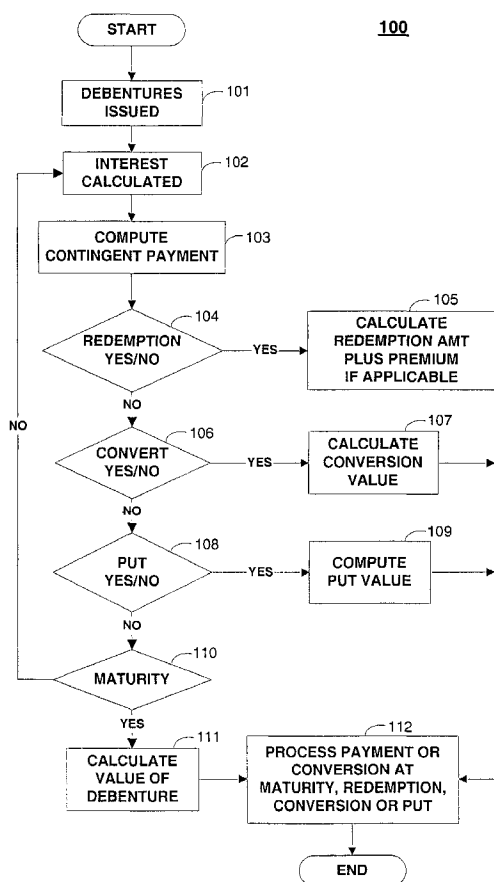 START
100
DEBENTURES
ISSUED
101
INTEREST
CALCULATED
102
COMPUTE
CONTINGENT PAYMENT
103
104
REDEMPTION
YES/NO
YES
105
CALCULATE
REDEMPTION AMT
PLUS PREMIUM
IF APPLICABLE
NO
NO
106
CONVERT
YES/NO
YES
107
CALCULATE
CONVERSION
VALUE
NO
108
PUT
YES/NO
YES
109
COMPUTE
PUT VALUE
NO
110
MATURITY
YES
111
CALCULATE
VALUE OF
DEBENTURE
112
PROCESS PAYMENT OR
CONVERSION AT
MATURITY, REDEMPTION,
CONVERSION OR PUT
END